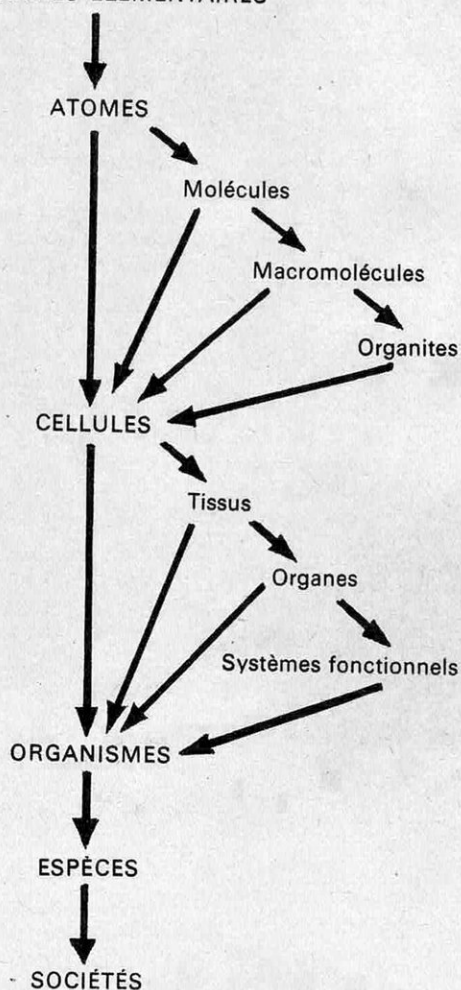 ATOMES
Molécules
Macromolécules
Organites
CELLULES
Tissus
Organes
Systèmes fonctionnels
ORGANISMES
ESPÈCES
SOCIÉTÉS